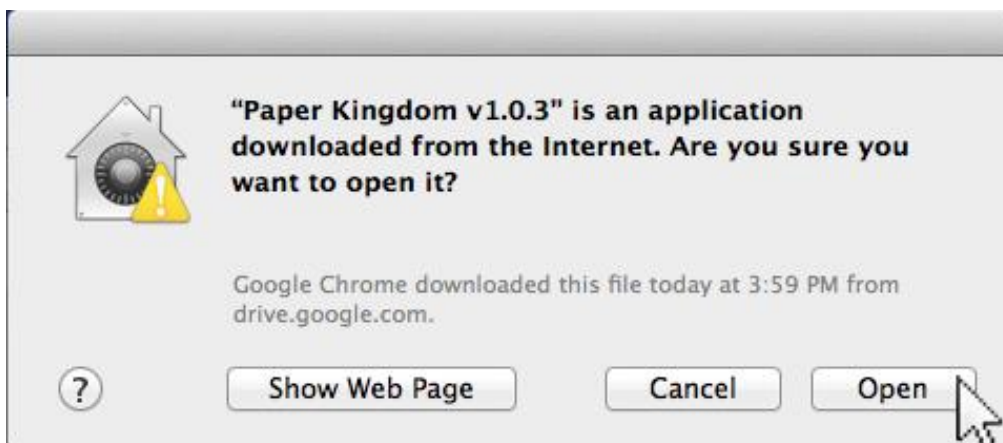 “Paper Kingdom v1.0.3" is an application
downloaded from the Internet. Are you sure you
want to open it?
Google Chrome downloaded this file today at 3:59 PM from
drive.google.com.
? Show Web Page Cancel Open